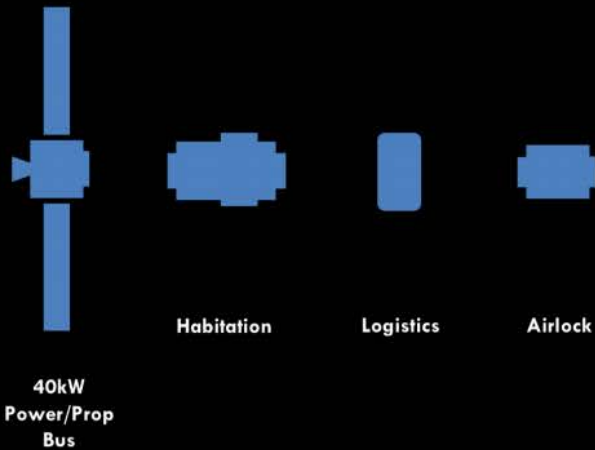 Habitation
Logistics
Airlock
40kW
Power/Prop
Bus